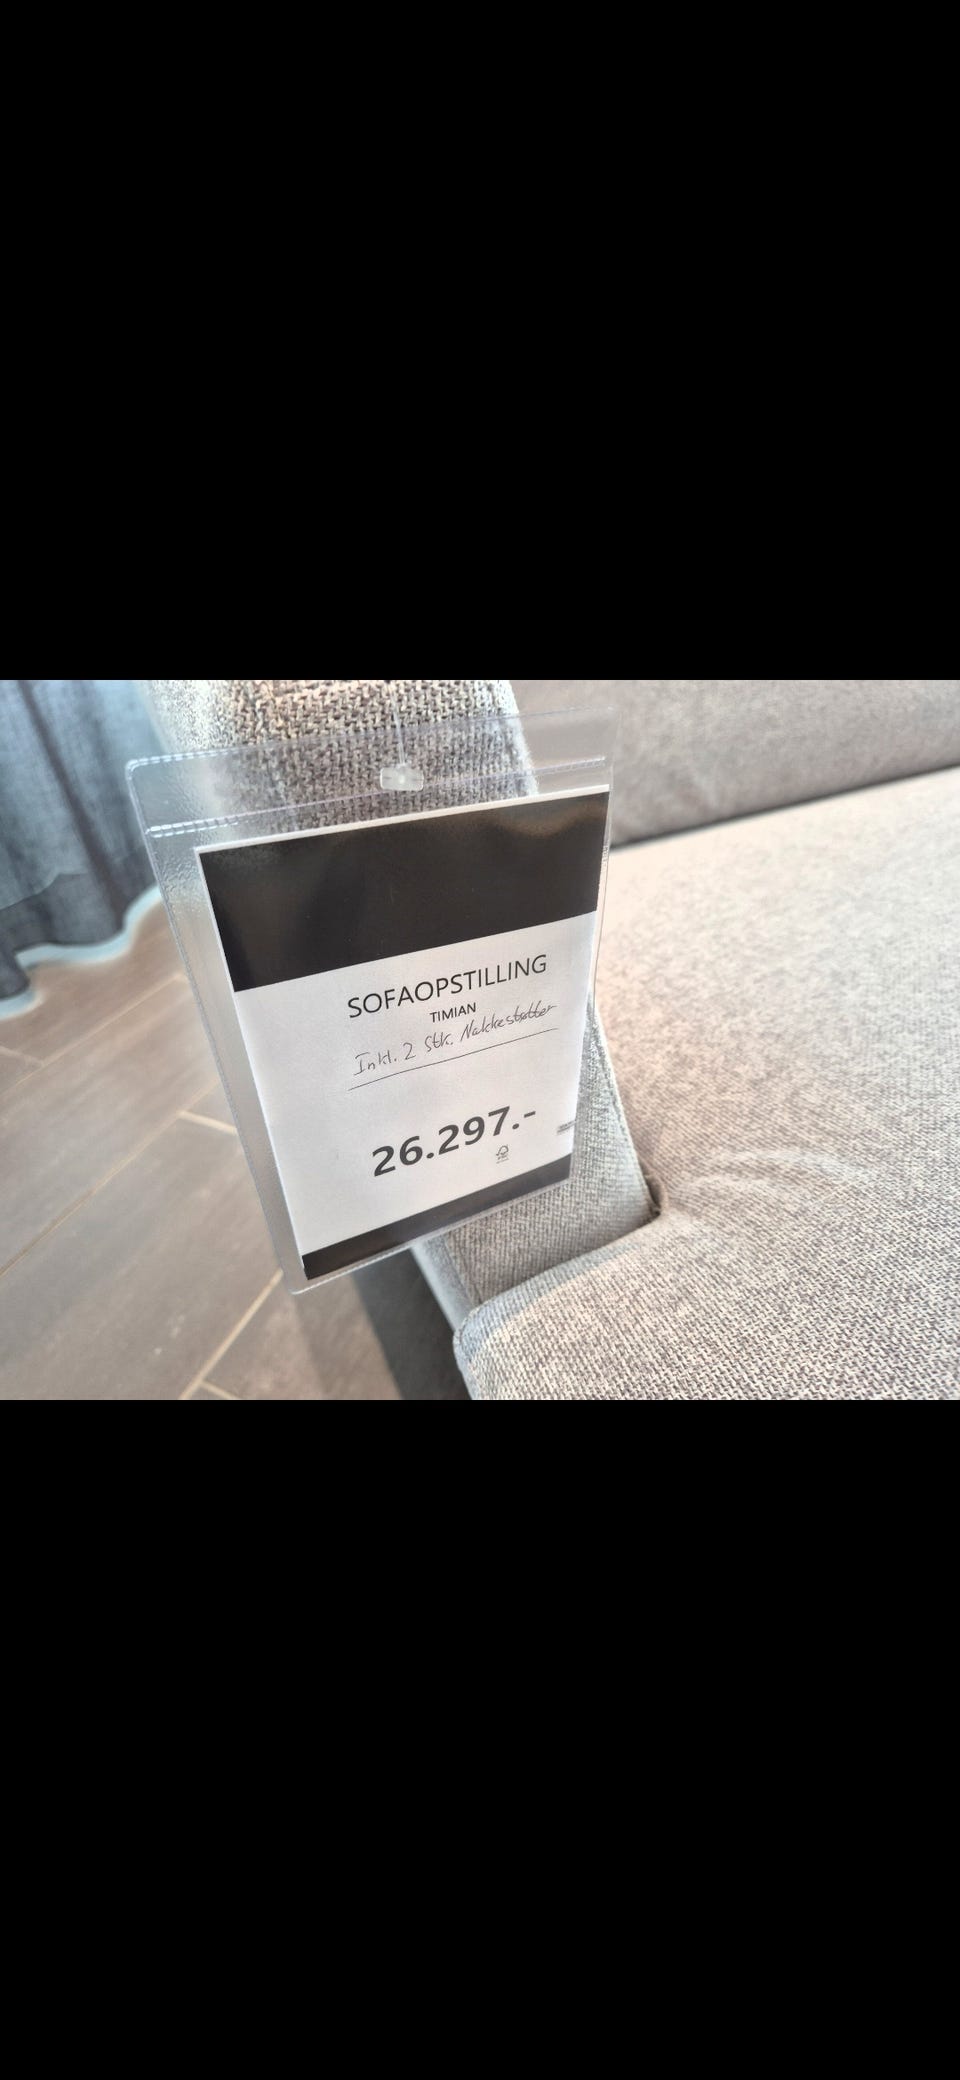 SOFAOPSTILLING
TIMIAN
Inkl. 2 Stk. Nakkestøtter
26.297.-